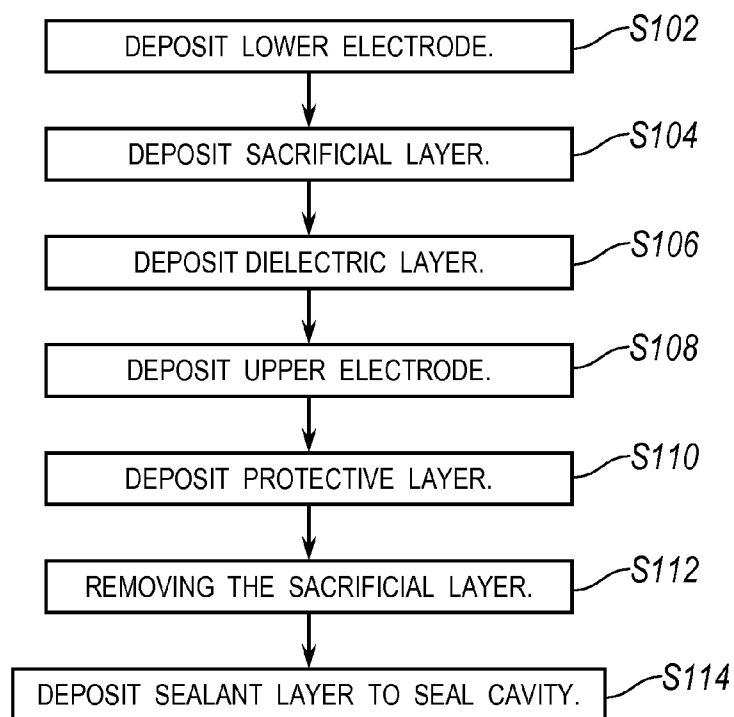 DEPOSIT LOWER ELECTRODE.
S102
DEPOSIT SACRIFICIAL LAYER.
S104
DEPOSIT DIELECTRIC LAYER.
S106
DEPOSIT UPPER ELECTRODE.
S108
DEPOSIT PROTECTIVE LAYER.
S110
REMOVING THE SACRIFICIAL LAYER.
S112
DEPOSIT SEALANT LAYER TO SEAL CAVITY.
S114